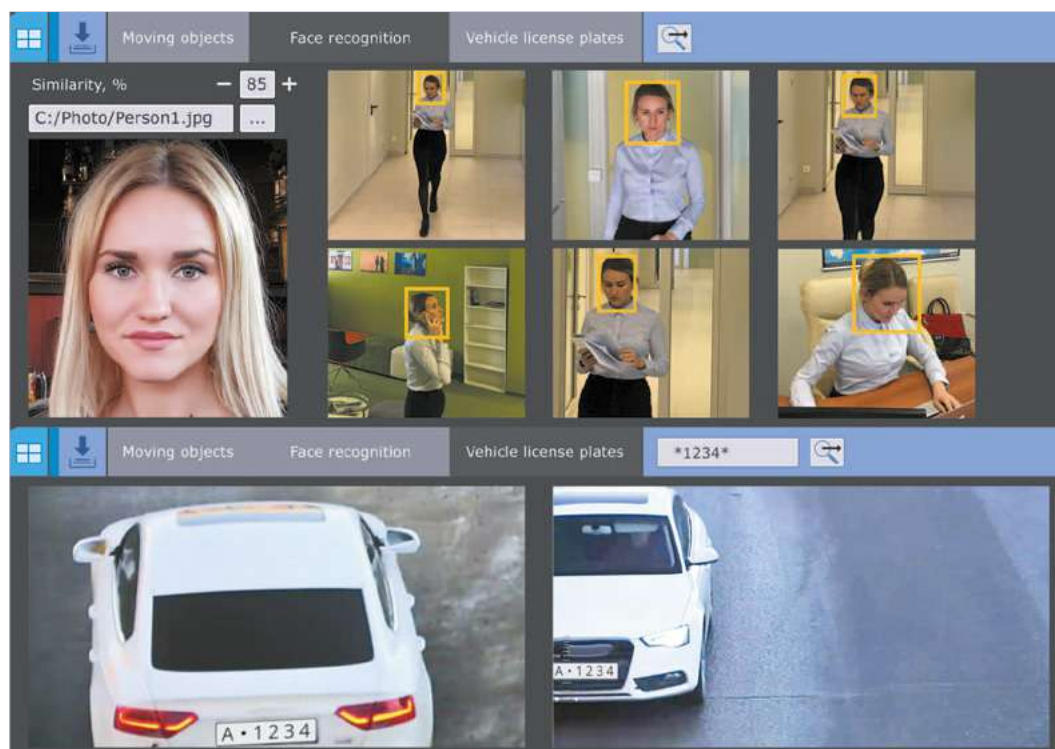 Moving objects
Face recognition
Vehicle license plates
Similarity, %
− 85 +
C:/Photo/Person1.jpg
...
Moving objects
Face recognition
Vehicle license plates
*1234*
A•1234
A•1234